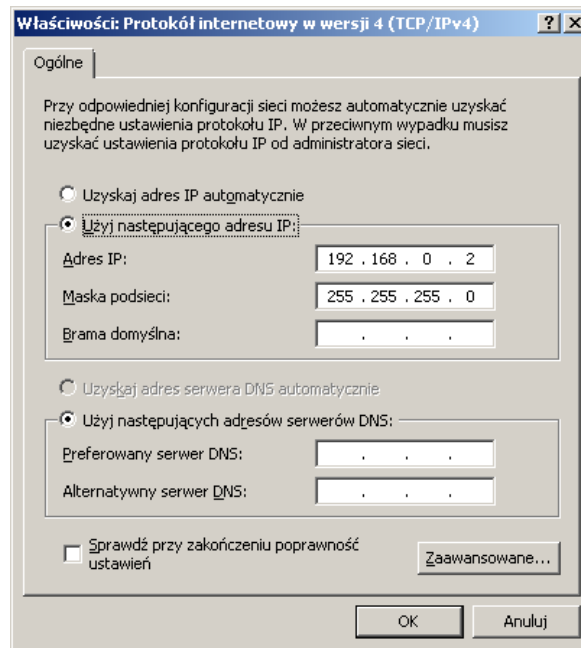 Właściwości: Protokół internetowy w wersji 4 (TCP/IPv4)
Ogólne
Przy odpowiedniej konfiguracji sieci możesz automatycznie uzyskać
niezbędne ustawienia protokołu IP. W przeciwnym wypadku musisz
uzyskać ustawienia protokołu IP od administratora sieci.
Uzyskaj adres IP automatycznie
Użyj następującego adresu IP:
Adres IP: 192 . 168 . 0 . 2
Maska podsieci: 255 . 255 . 255 . 0
Brama domyślna: . . .
Uzyskaj adres serwera DNS automatycznie
Użyj następujących adresów serwerów DNS:
Preferowany serwer DNS: . . .
Alternatywny serwer DNS: . . .
Sprawdź przy zakończeniu poprawność
ustawień
Zaawansowane...
OK Anuluj